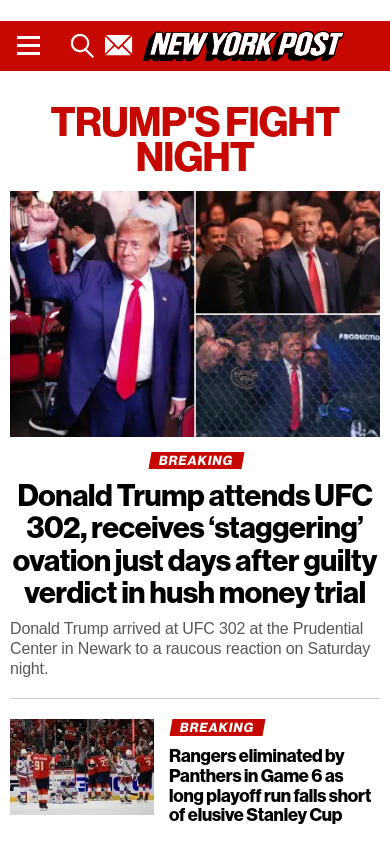 NEW YORK POST
TRUMP'S FIGHT
NIGHT
PRODUCTIO
BREAKING
Donald Trump attends UFC
302, receives ‘staggering’
ovation just days after guilty
verdict in hush money trial
Donald Trump arrived at UFC 302 at the Prudential
Center in Newark to a raucous reaction on Saturday
night.
BREAKING
91
Rangers eliminated by
Panthers in Game 6 as
long playoff run falls short
of elusive Stanley Cup